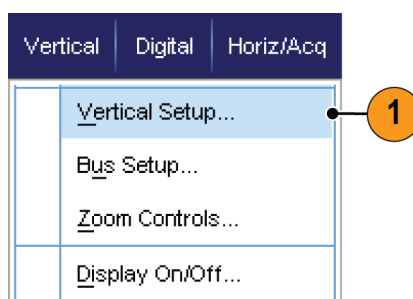 Vertical Digital Horiz/Acq
Vertical Setup... 1
Bus Setup...
Zoom Controls...
Display On/Off...